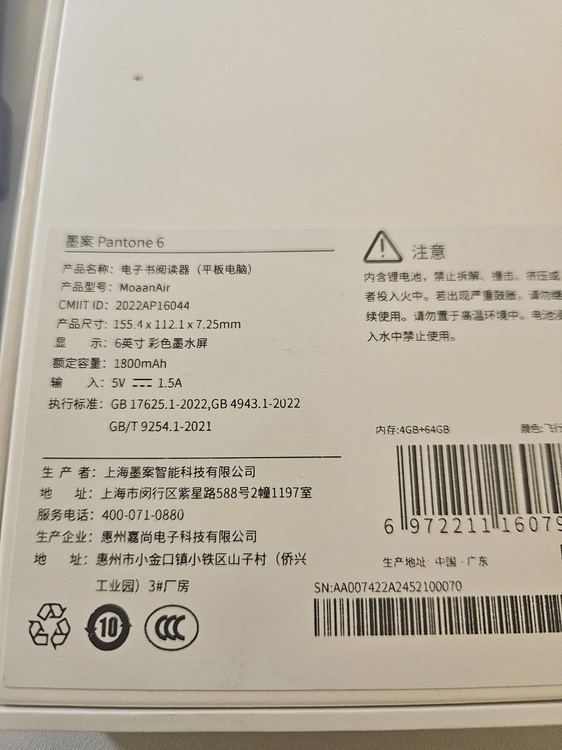 墨案 Pantone 6
产品名称：电子书阅读器（平板电脑）
产品型号：MoaanAir
CMIIT ID：2022AP16044
产品尺寸：155.4 x 112.1 x 7.25mm
显 示：6英寸 彩色墨水屏
额定容量：1800mAh
输 入：5V ⎓ 1.5A
执行标准：GB 17625.1-2022,GB 4943.1-2022
GB/T 9254.1-2021
生 产 者：上海墨案智能科技有限公司
地 址：上海市闵行区紫星路588号2幢1197室
服务电话：400-071-0880
生产企业：惠州嘉尚电子科技有限公司
地 址：惠州市小金口镇小铁区山子村（侨兴
工业园）3#厂房
10
CCC
注意
内含锂电池，禁止拆解、撞击、挤压或
者投入火中。若出现严重鼓胀，请勿继
续使用。请勿置于高温环境中。电池浸
入水中禁止使用。
内存:4GB+64GB
颜色:飞行
6 972211 16079
生产地址：中国·广东
SN:AA007422A2452100070